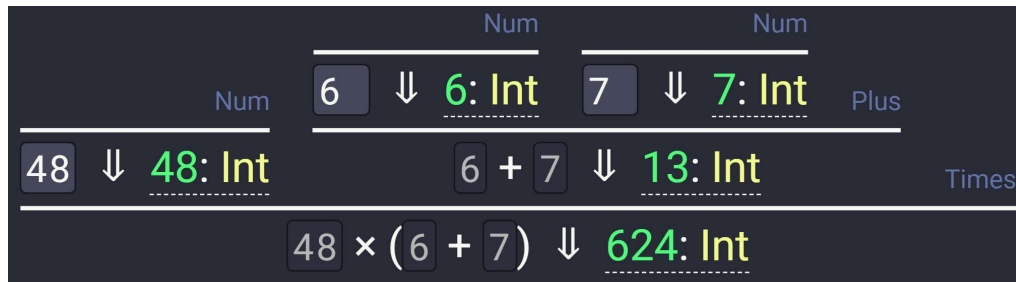 Num Num
Num 6 ⇓ 6: Int 7 ⇓ 7: Int Plus
48 ⇓ 48: Int 6 + 7 ⇓ 13: Int Times
48 × (6 + 7) ⇓ 624: Int